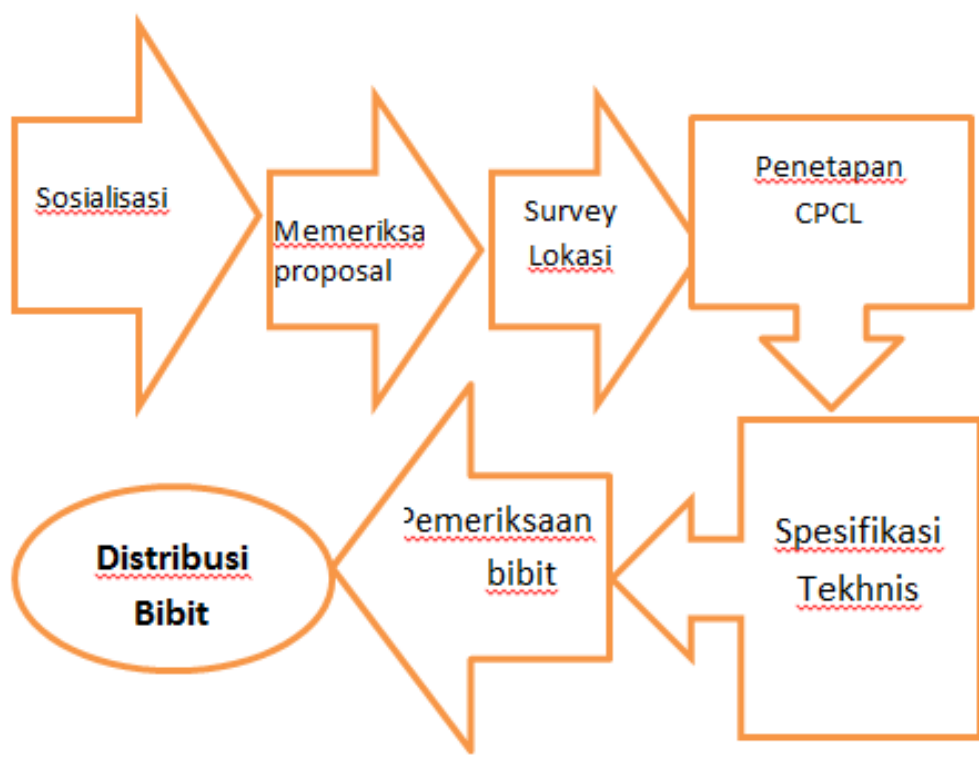 Sosialisasi
Memeriksa
proposal
Survey
Lokasi
Penetapan
CPCL
Spesifikasi
Tekhnis
Pemeriksaan
bibit
Distribusi
Bibit